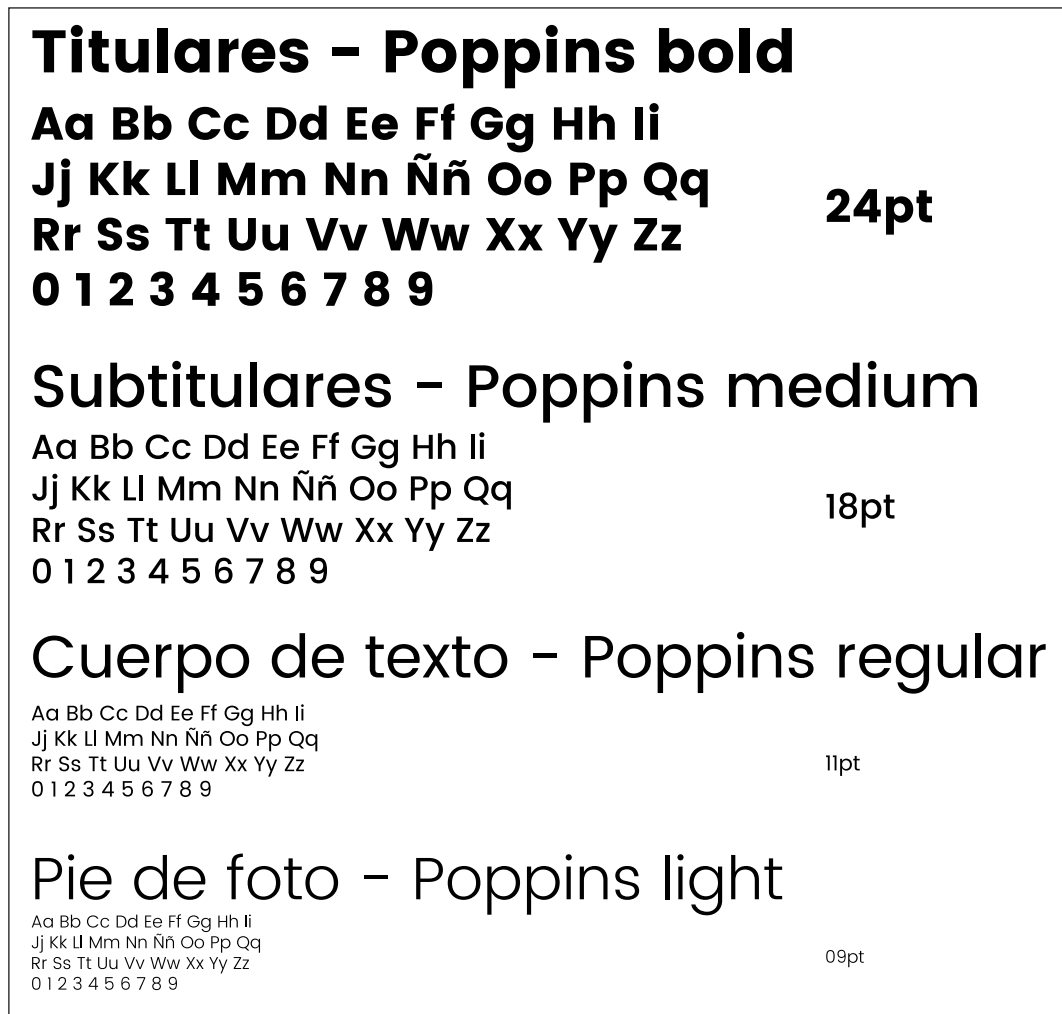 Titulares - Poppins bold
Aa Bb Cc Dd Ee Ff Gg Hh Ii
Jj Kk Ll Mm Nn Ññ Oo Pp Qq
Rr Ss Tt Uu Vv Ww Xx Yy Zz
0 1 2 3 4 5 6 7 8 9
24pt
Subtitulares - Poppins medium
Aa Bb Cc Dd Ee Ff Gg Hh Ii
Jj Kk Ll Mm Nn Ññ Oo Pp Qq
Rr Ss Tt Uu Vv Ww Xx Yy Zz
0 1 2 3 4 5 6 7 8 9
18pt
Cuerpo de texto - Poppins regular
Aa Bb Cc Dd Ee Ff Gg Hh Ii
Jj Kk Ll Mm Nn Ññ Oo Pp Qq
Rr Ss Tt Uu Vv Ww Xx Yy Zz
0 1 2 3 4 5 6 7 8 9
11pt
Pie de foto - Poppins light
Aa Bb Cc Dd Ee Ff Gg Hh Ii
Jj Kk Ll Mm Nn Ññ Oo Pp Qq
Rr Ss Tt Uu Vv Ww Xx Yy Zz
0 1 2 3 4 5 6 7 8 9
09pt